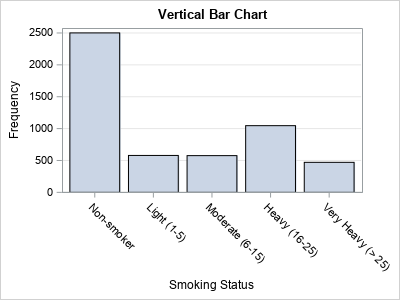 Vertical Bar Chart
Frequency
2500
2000
1500
1000
500
0
Non-smoker
Light (1-5)
Moderate (6-15)
Heavy (16-25)
Very Heavy (> 25)
Smoking Status